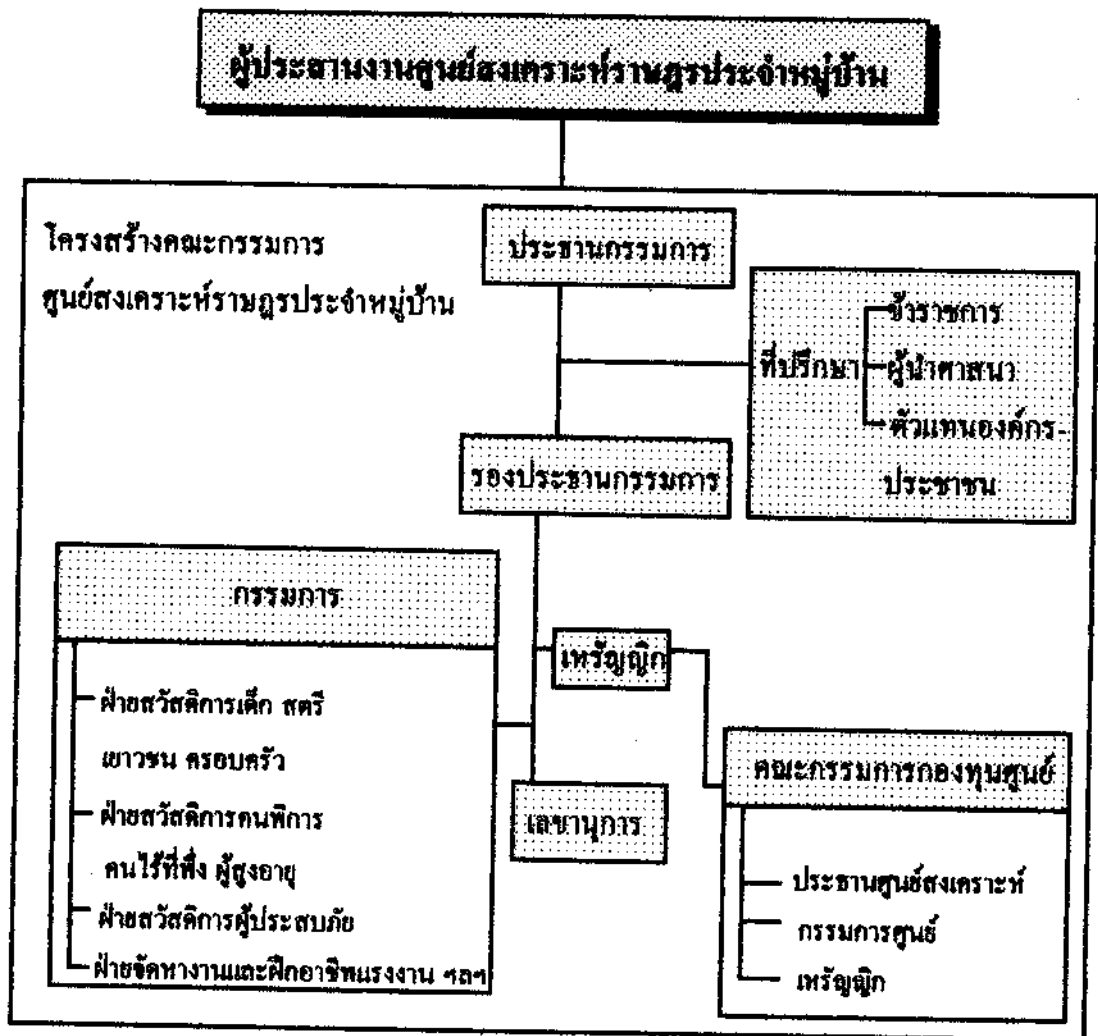 ผู้ประสานงานศูนย์สงเคราะห์ราษฎรประจำหมู่บ้าน
โครงสร้างคณะกรรมการ
ศูนย์สงเคราะห์ราษฎรประจำหมู่บ้าน
ประธานกรรมการ
ที่ปรึกษา
ข้าราชการ
ผู้นำศาสนา
ตัวแทนองค์กร-
ประชาชน
รองประธานกรรมการ
กรรมการ
ฝ่ายสวัสดิการเด็ก สตรี
เยาวชน ครอบครัว
ฝ่ายสวัสดิการคนพิการ
คนไร้ที่พึ่ง ผู้สูงอายุ
ฝ่ายสวัสดิการผู้ประสบภัย
ฝ่ายจัดหางานและฝึกอาชีพแรงงาน ฯลฯ
เหรัญญิก
เลขานุการ
คณะกรรมการกองทุนศูนย์
ประธานศูนย์สงเคราะห์
กรรมการศูนย์
เหรัญญิก